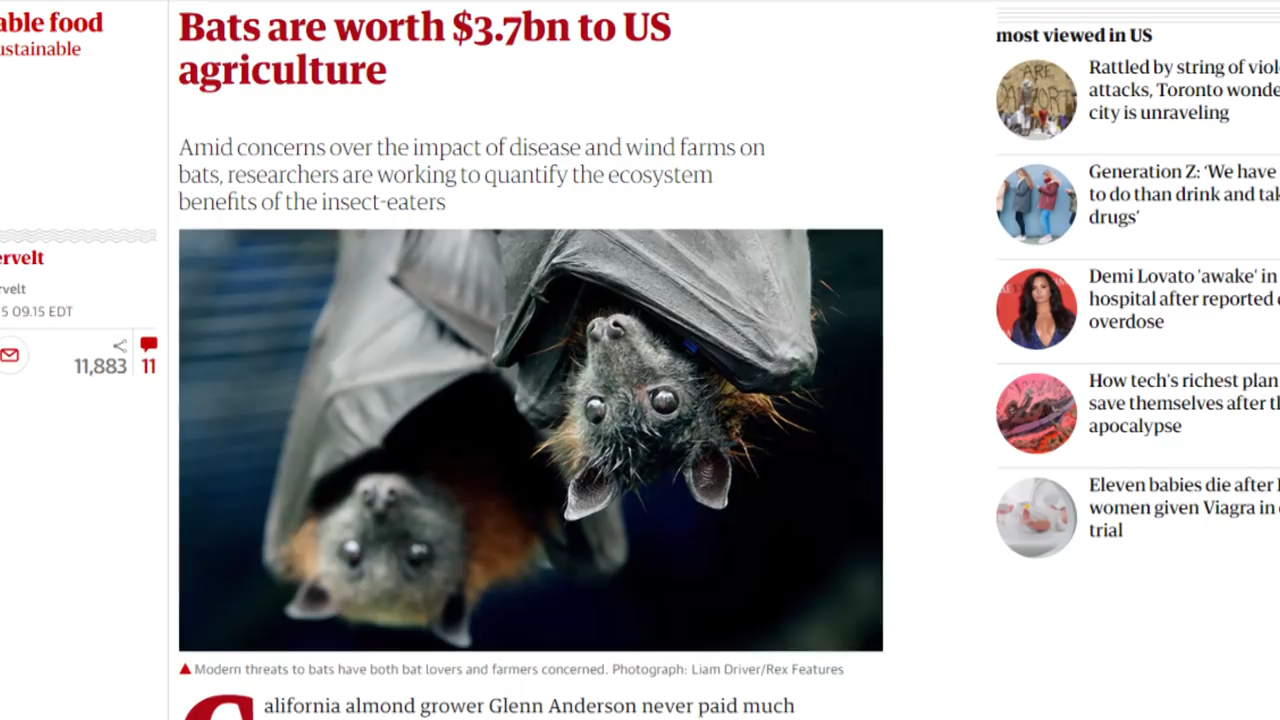 able food
ustainable
ervelt
rvelt
5 09.15 EDT
11,883
11
Bats are worth $3.7bn to US
agriculture
Amid concerns over the impact of disease and wind farms on
bats, researchers are working to quantify the ecosystem
benefits of the insect-eaters
Modern threats to bats have both bat lovers and farmers concerned. Photograph: Liam Driver/Rex Features
alifornia almond grower Glenn Anderson never paid much
most viewed in US
Rattled by string of viol
attacks, Toronto wonde
city is unraveling
Generation Z: ‘We have
to do than drink and tak
drugs’
Demi Lovato 'awake' in
hospital after reported
overdose
How tech's richest plan
save themselves after th
apocalypse
Eleven babies die after
women given Viagra in
trial